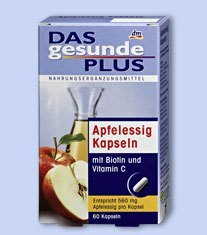 DAS
dm
gesunde
PLUS
NAHRUNGSERGÄNZUNGSMITTEL
Apfelessig
Kapseln
mit Biotin und
Vitamin C
Entspricht 560 mg
Apfelessig pro Kapsel
60 Kapseln